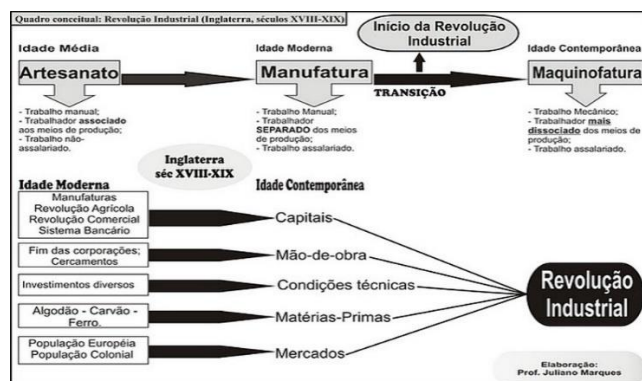 Quadro conceitual: Revolução Industrial (Inglaterra, séculos XVIII-XIX)
Início da Revolução
Industrial
Idade Média
Artesanato
- Trabalho manual;
- Trabalhador associado
aos meios de produção;
- Trabalho não-
assalariado.
Idade Moderna
Manufatura
- Trabalho Manual;
- Trabalhador
SEPARADO dos meios
de produção;
- Trabalho assalariado.
TRANSIÇÃO
Idade Contemporânea
Maquinofatura
- Trabalho Mecânico;
- Trabalhador mais
dissociado dos meios de
produção;
- Trabalho assalariado.
Inglaterra
séc XVIII-XIX
Idade Moderna
Idade Contemporânea
Manufaturas
Revolução Agrícola
Revolução Comercial
Sistema Bancário
Capitais
Fim das corporações;
Cercamentos
Mão-de-obra
Investimentos diversos
Condições técnicas
Algodão - Carvão -
Ferro.
Matérias-Primas
População Européia
População Colonial
Mercados
Revolução
Industrial
Elaboração:
Prof. Juliano Marques